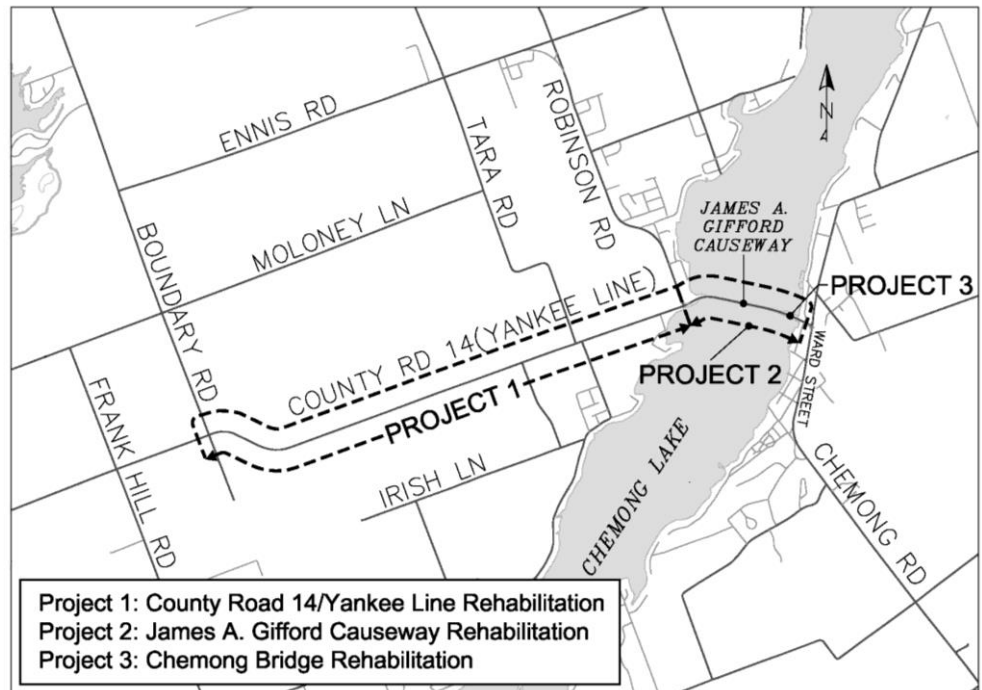 ENNIS RD
TARA RD
ROBINSON RD
N
MOLONEY LN
BOUNDARY RD
JAMES A.
GIFFORD
CAUSEWAY
PROJECT 3
COUNTY RD 14(YANKEE LINE)
PROJECT 1
PROJECT 2
WARD STREET
FRANK HILL RD
IRISH LN
CHEMONG LAKE
CHEMONG RD
Project 1: County Road 14/Yankee Line Rehabilitation
Project 2: James A. Gifford Causeway Rehabilitation
Project 3: Chemong Bridge Rehabilitation